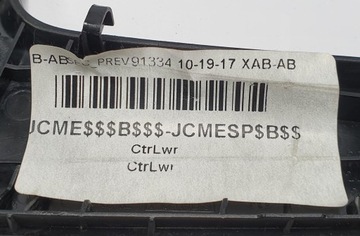 B-AB PREV91334 10-19-17 XAB-AB
JCME$$$B$$$-JCMESP$B$$
CtrLwr
CtrLwr